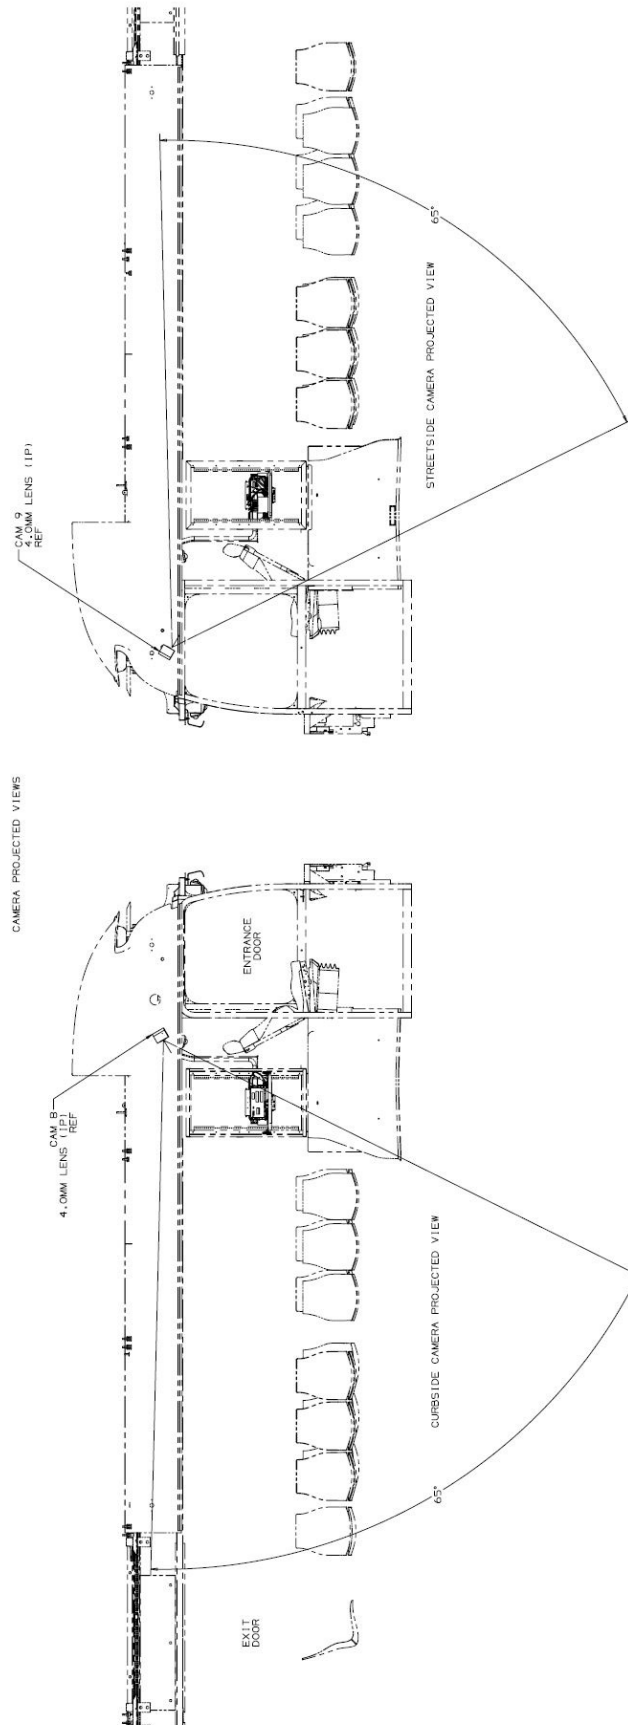 CAMERA PROJECTED VIEWS
CAM 9
4.0MM LENS (IP)
REF
65°
STREETSIDE CAMERA PROJECTED VIEW
CAM 8
4.0MM LENS (IP)
REF
ENTRANCE
DOOR
CURBSIDE CAMERA PROJECTED VIEW
65°
EXIT
DOOR